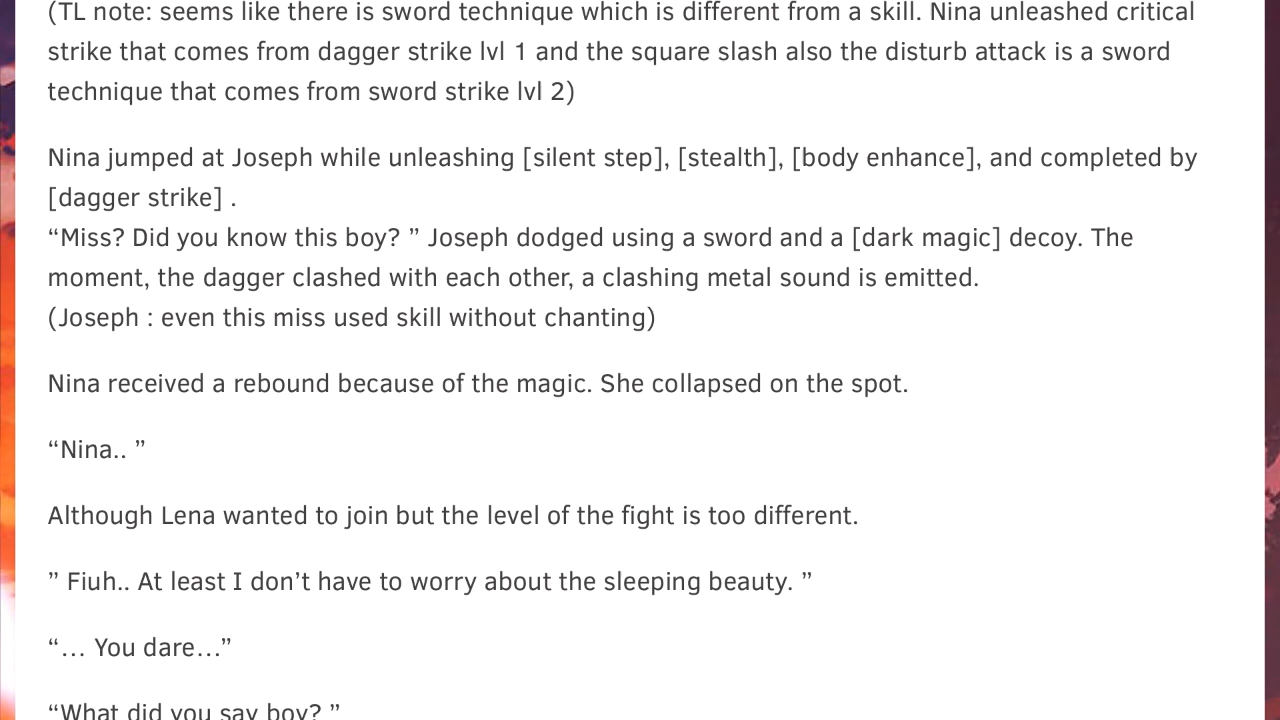 (TL note: seems like there is sword technique which is different from a skill. Nina unleashed critical
strike that comes from dagger strike lvl 1 and the square slash also the disturb attack is a sword
technique that comes from sword strike lvl 2)
Nina jumped at Joseph while unleashing [silent step], [stealth], [body enhance], and completed by
[dagger strike] .
“Miss? Did you know this boy? ” Joseph dodged using a sword and a [dark magic] decoy. The
moment, the dagger clashed with each other, a clashing metal sound is emitted.
(Joseph : even this miss used skill without chanting)
Nina received a rebound because of the magic. She collapsed on the spot.
“Nina.. ”
Although Lena wanted to join but the level of the fight is too different.
” Fiuh.. At least I don’t have to worry about the sleeping beauty. ”
“… You dare…”
“What did you say boy? ”